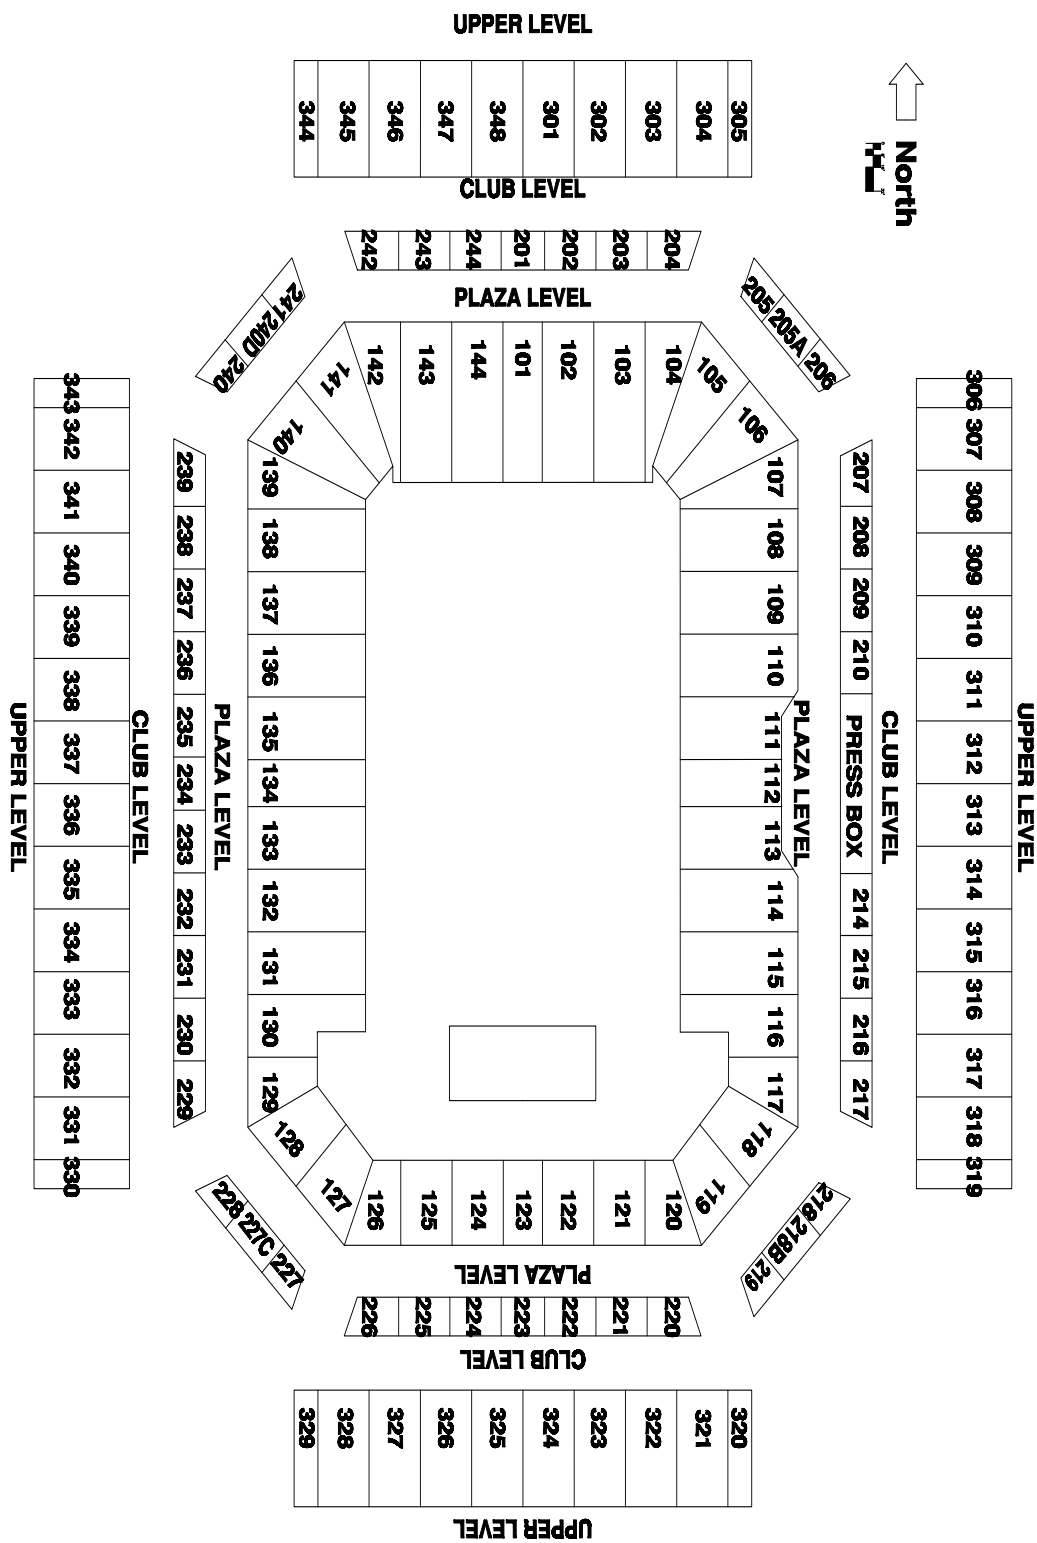 UPPER LEVEL
344 345 346 347 348 301 302 303 304 305
North
CLUB LEVEL
242 243 244 201 202 203 204
PLAZA LEVEL
241 240D 240
205 205A 206
142 143 144 101 102 103 104
141 140
105 106
343 342 341 340 339 338 337 336 335 334 333 332 331 330
UPPER LEVEL
CLUB LEVEL
239 238 237 236 235 234 233 232 231 230 229
PLAZA LEVEL
139 138 137 136 135 134 133 132 131 130 129
107 108 109 110 111 112 113 114 115 116 117
PLAZA LEVEL
207 208 209 210 PRESS BOX 214 215 216 217
CLUB LEVEL
306 307 308 309 310 311 312 313 314 315 316 317 318 319
UPPER LEVEL
128 127
118 119
126 125 124 123 122 121 120
228 227C 227
218 218B 219
PLAZA LEVEL
226 225 224 223 222 221 220
CLUB LEVEL
329 328 327 326 325 324 323 322 321 320
UPPER LEVEL